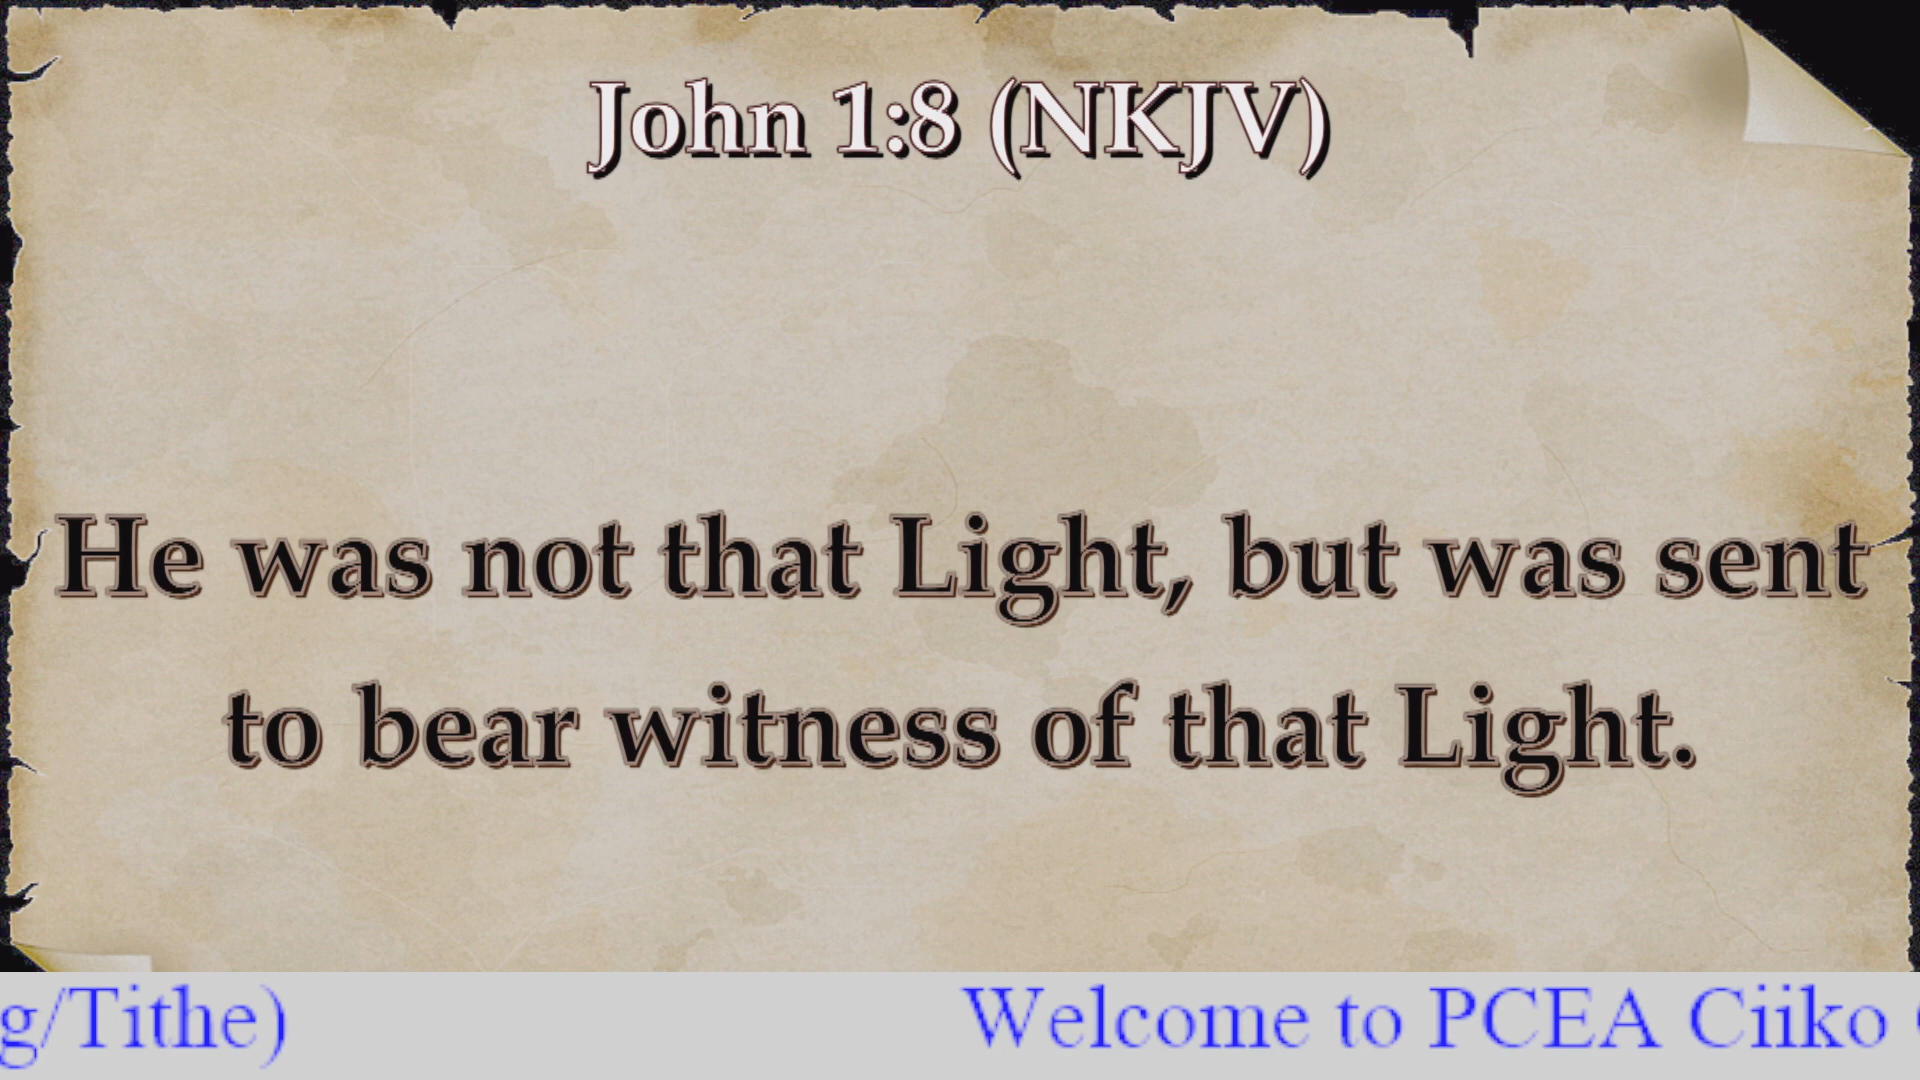 John 1:8 (NKJV)
He was not that Light, but was sent
to bear witness of that Light.
g/Tithe) Welcome to PCEA Ciiko